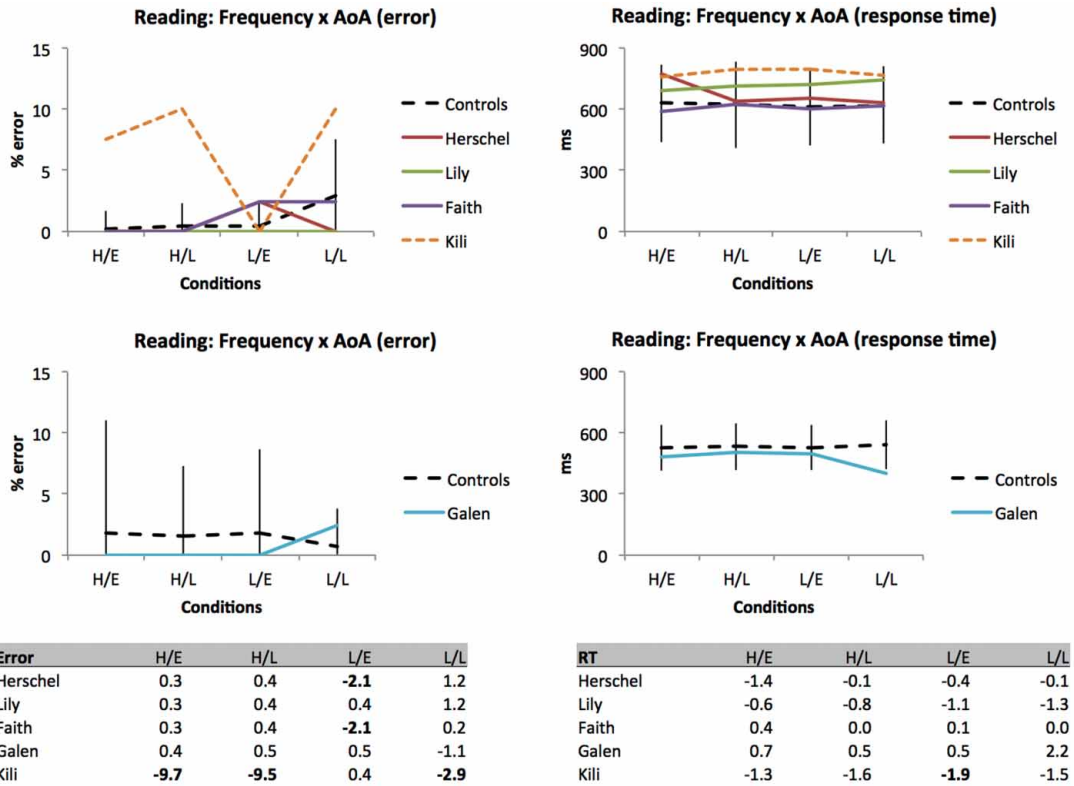 Reading: Frequency x AoA (error)
15
10
5
0
% error
H/E H/L L/E L/L
Conditions
Controls
Herschel
Lily
Faith
Kili
Reading: Frequency x AoA (response time)
900
600
300
0
ms
H/E H/L L/E L/L
Conditions
Controls
Herschel
Lily
Faith
Kili
Reading: Frequency x AoA (error)
15
10
5
0
% error
H/E H/L L/E L/L
Conditions
Controls
Galen
Reading: Frequency x AoA (response time)
900
600
300
0
ms
H/E H/L L/E L/L
Conditions
Controls
Galen
Error H/E H/L L/E L/L
Herschel 0.3 0.4 -2.1 1.2
Lily 0.3 0.4 0.4 1.2
Faith 0.3 0.4 -2.1 0.2
Galen 0.4 0.5 0.5 -1.1
Kili -9.7 -9.5 0.4 -2.9
RT H/E H/L L/E L/L
Herschel -1.4 -0.1 -0.4 -0.1
Lily -0.6 -0.8 -1.1 -1.3
Faith 0.4 0.0 0.1 0.0
Galen 0.7 0.5 0.5 2.2
Kili -1.3 -1.6 -1.9 -1.5